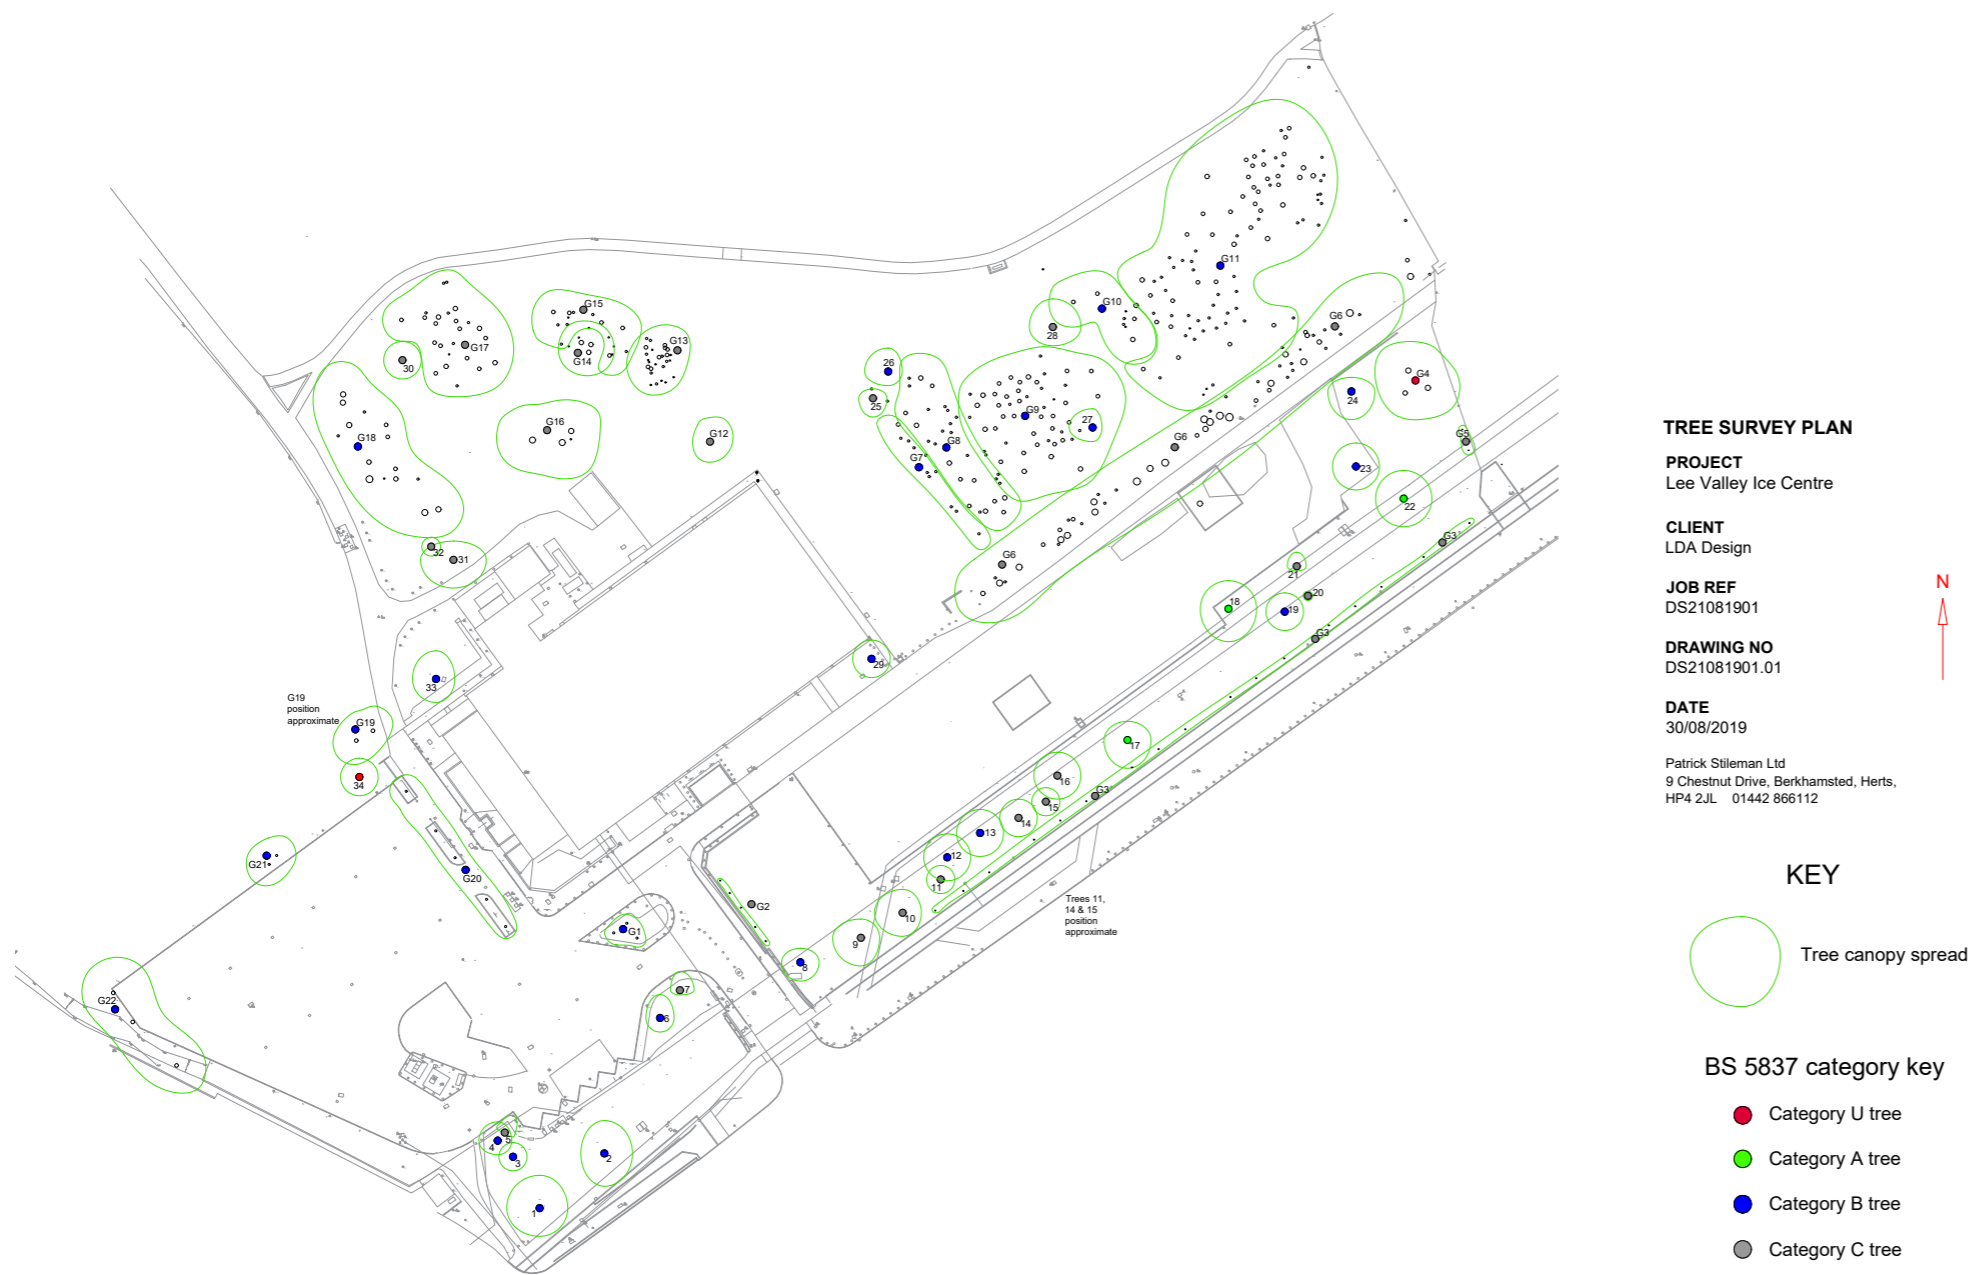 G11
G10
28
G6
G15
G14
G13
G17
30
G16
G12
G18
26
25
G9
27
G8
G7
G6
G4
24
G5
23
22
G3
32
31
G6
21
20
18
19
G3
29
33
G19
position
approximate
G19
34
17
16
15
G3
14
13
12
11
G21
G20
G2
10
9
G1
8
7
6
Trees 11,
14 & 15
position
approximate
G22
5
4
3
2
1
TREE SURVEY PLAN
PROJECT
Lee Valley Ice Centre
CLIENT
LDA Design
JOB REF
DS21081901
DRAWING NO
DS21081901.01
DATE
30/08/2019
Patrick Stileman Ltd
9 Chestnut Drive, Berkhamsted, Herts,
HP4 2JL 01442 866112
N
KEY
Tree canopy spread
BS 5837 category key
Category U tree
Category A tree
Category B tree
Category C tree